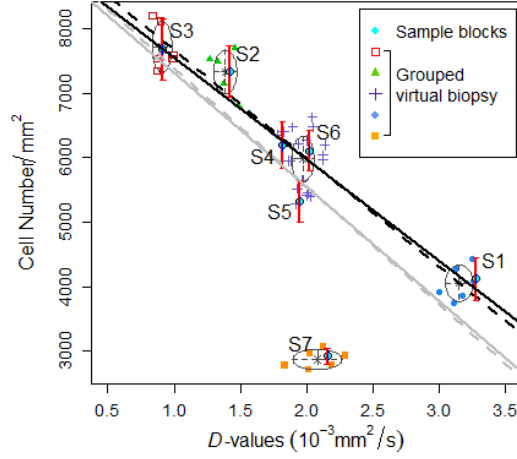 Sample blocks
Grouped
virtual biopsy
S3
S2
S6
S4
S5
S1
S7
Cell Number/mm²
8000
7000
6000
5000
4000
3000
0.5 1.0 1.5 2.0 2.5 3.0 3.5
D-values (10⁻³mm²/s)